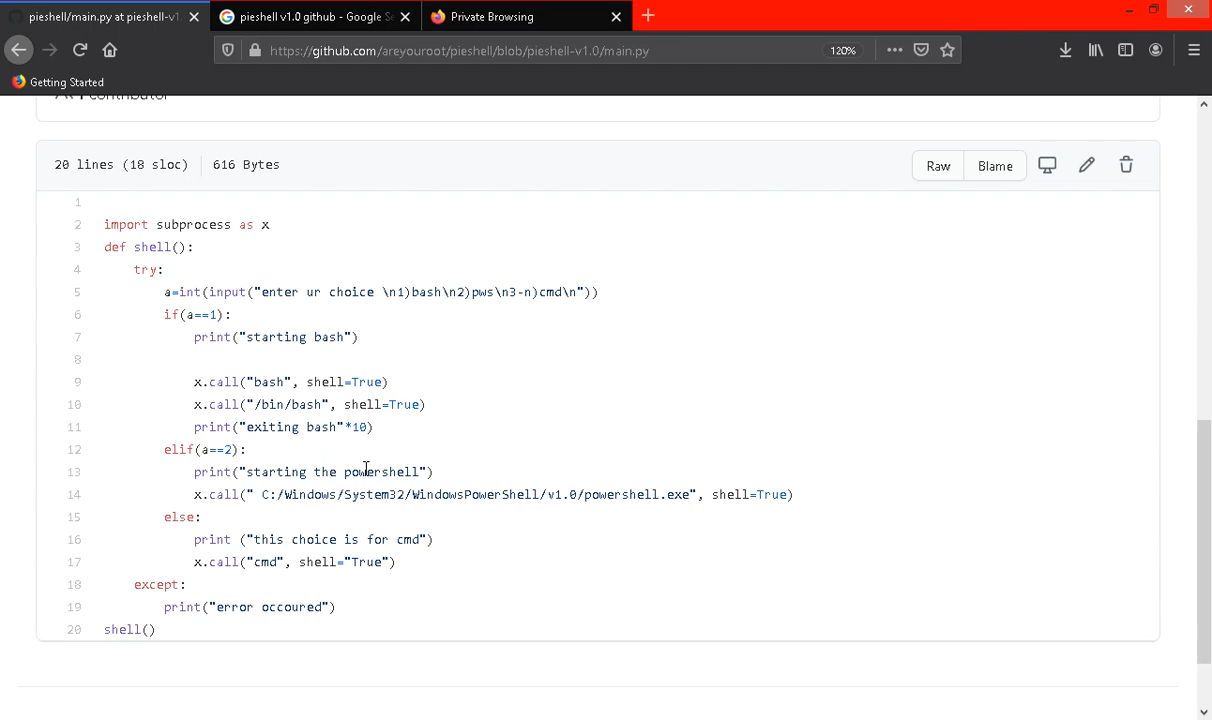 pieshell/main.py at pieshell-v1
pieshell v1.0 github - Google Se
Private Browsing
https://github.com/areyouroot/pieshell/blob/pieshell-v1.0/main.py
120%
Getting Started
contributor
20 lines (18 sloc)
616 Bytes
Raw
Blame
1
2 import subprocess as x
3 def shell():
4 try:
5 a=int(input("enter ur choice \n1)bash\n2)pws\n3-n)cmd\n"))
6 if(a==1):
7 print("starting bash")
8
9 x.call("bash", shell=True)
10 x.call("/bin/bash", shell=True)
11 print("exiting bash"*10)
12 elif(a==2):
13 print("starting the powershell")
14 x.call(" C:/Windows/System32/WindowsPowerShell/v1.0/powershell.exe", shell=True)
15 else:
16 print ("this choice is for cmd")
17 x.call("cmd", shell="True")
18 except:
19 print("error occoured")
20 shell()